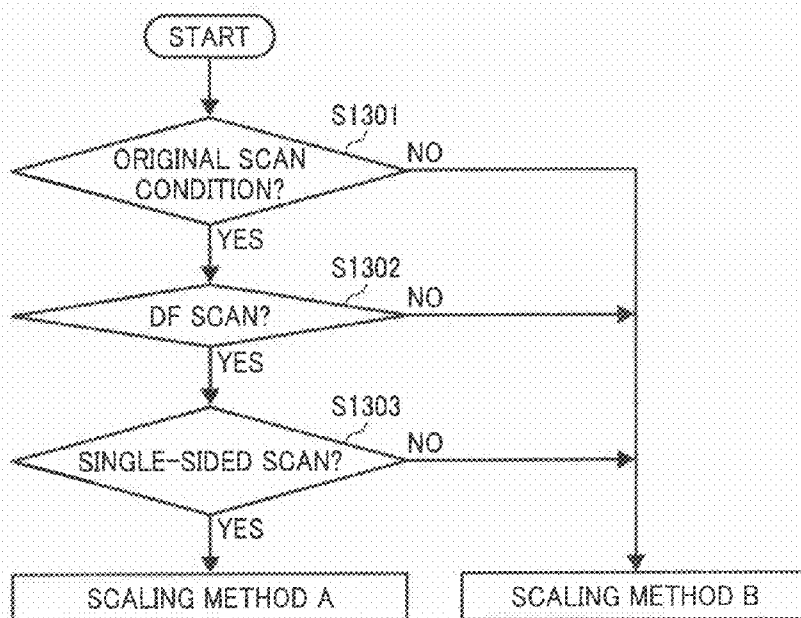 START
S1301
ORIGINAL SCAN
CONDITION?
NO
YES
S1302
DF SCAN?
NO
YES
S1303
SINGLE-SIDED SCAN?
NO
YES
SCALING METHOD A
SCALING METHOD B